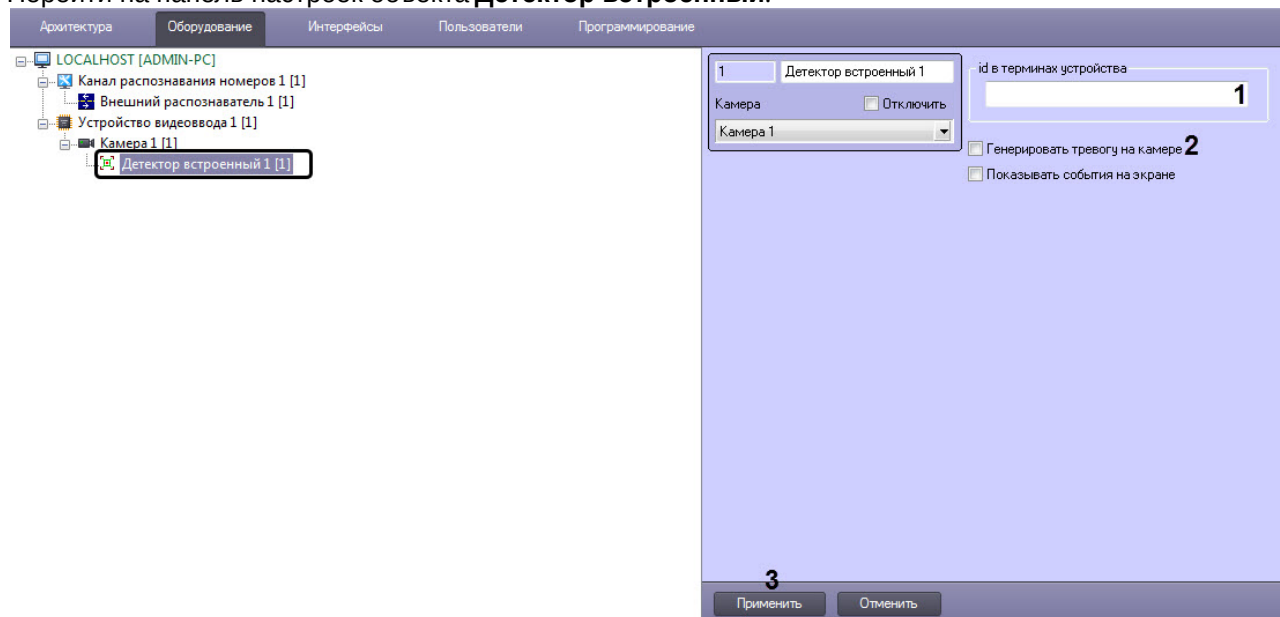 Перейти на панель настроек объекта Детектор встроенный.
Архитектура Оборудование Интерфейсы Пользователи Программирование
LOCALHOST [ADMIN-PC]
Канал распознавания номеров 1 [1]
Внешний распознаватель 1 [1]
Устройство видеоввода 1 [1]
Камера 1 [1]
Детектор встроенный 1 [1]
1 Детектор встроенный 1
Камера Отключить
Камера 1
id в терминах устройства
1
Генерировать тревогу на камере 2
Показывать события на экране
3
Применить Отменить